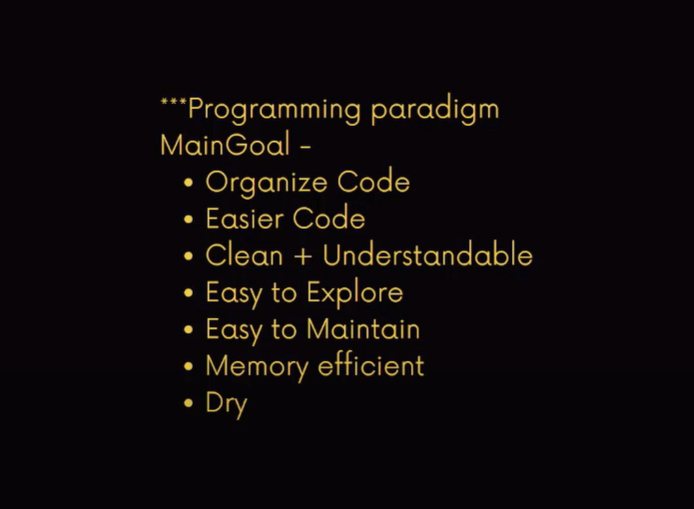 ***Programming paradigm
MainGoal -
• Organize Code
• Easier Code
• Clean + Understandable
• Easy to Explore
• Easy to Maintain
• Memory efficient
• Dry